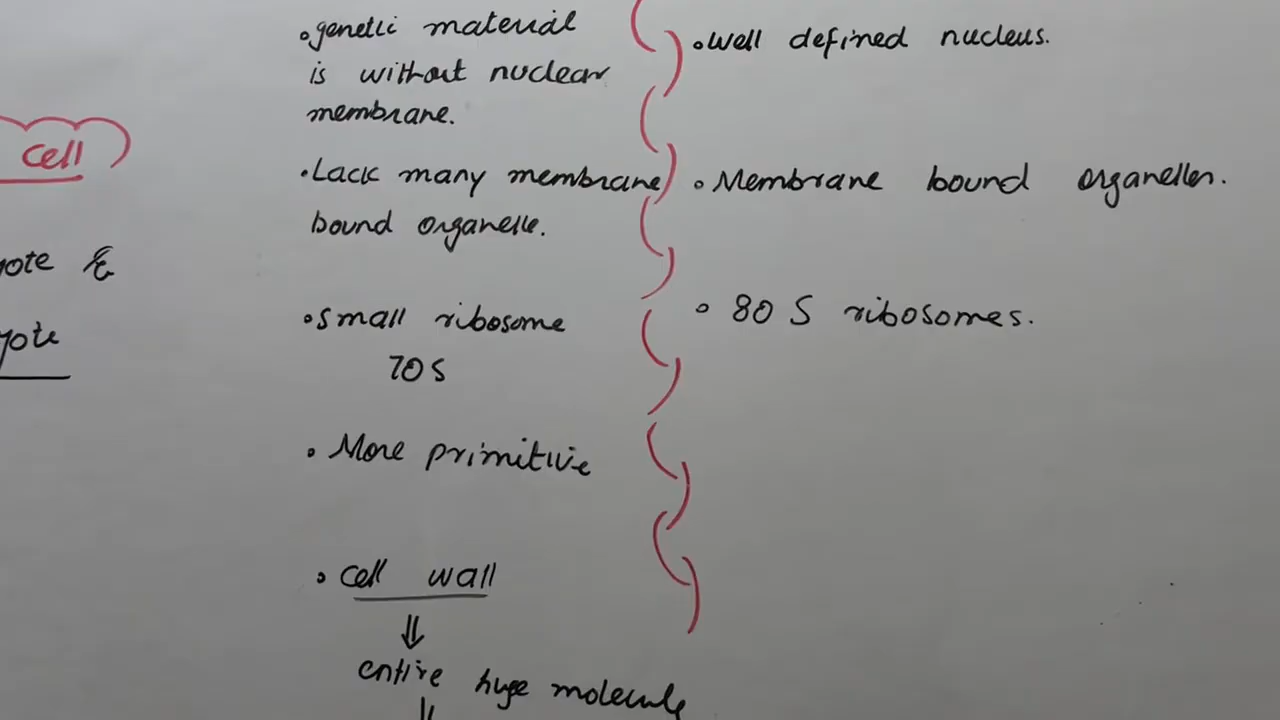 cell
•genetic material
is without nuclear
membrane.
•Lack many membrane
bound organelle.
•small ribosome
70 S
• More primitive
• cell wall
⇓
entire huge molecule
•well defined nucleus.
• Membrane bound organelles.
• 80 S ribosomes.